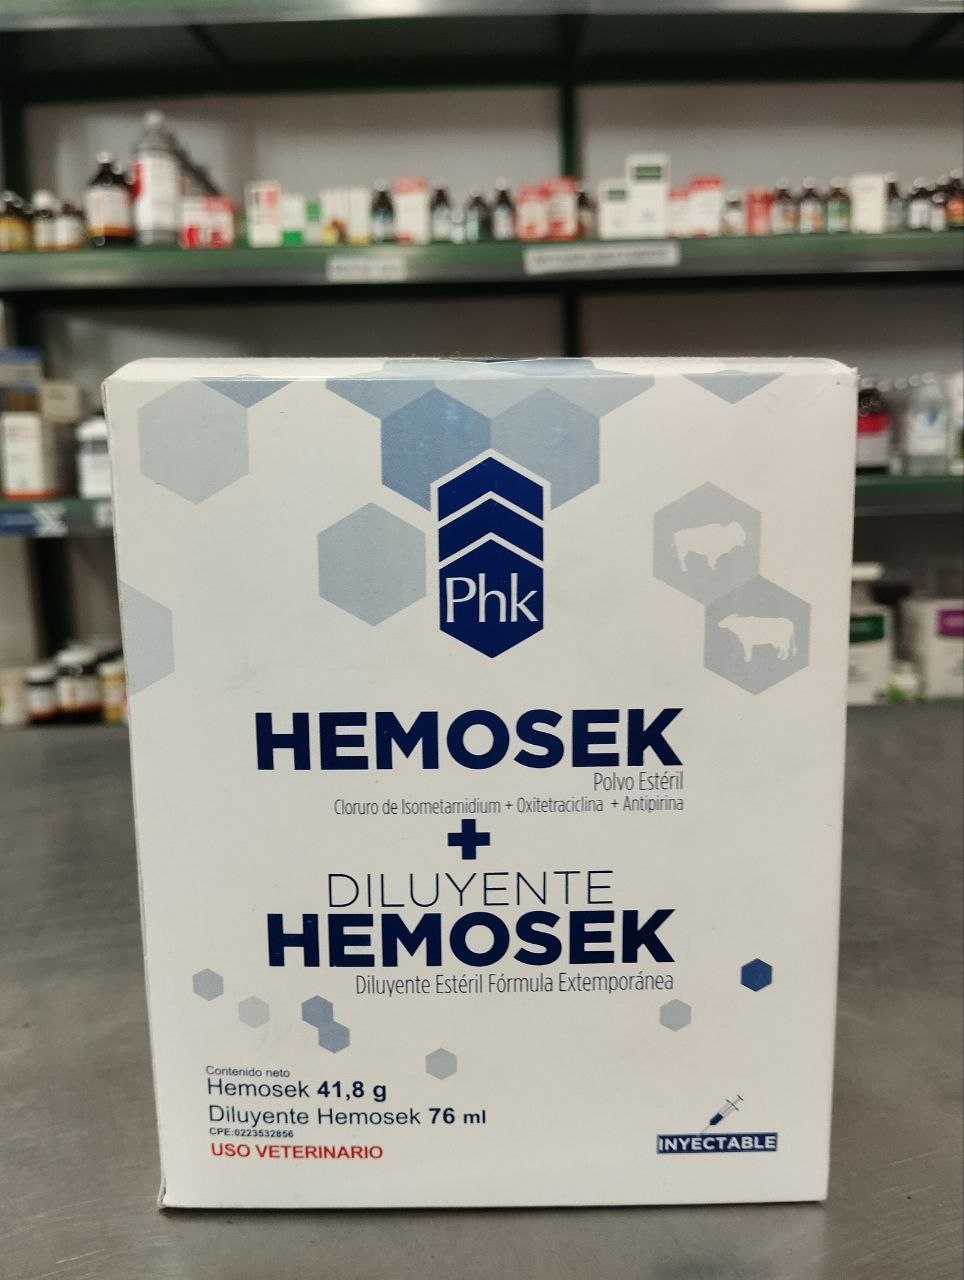 Phk
HEMOSEK
Polvo Estéril
Cloruro de Isometamidium + Oxitetraciclina + Antipirina
+
DILUYENTE
HEMOSEK
Diluyente Estéril Fórmula Extemporánea
Contenido neto
Hemosek 41,8 g
Diluyente Hemosek 76 ml
CPE:0223532856
USO VETERINARIO
INYECTABLE